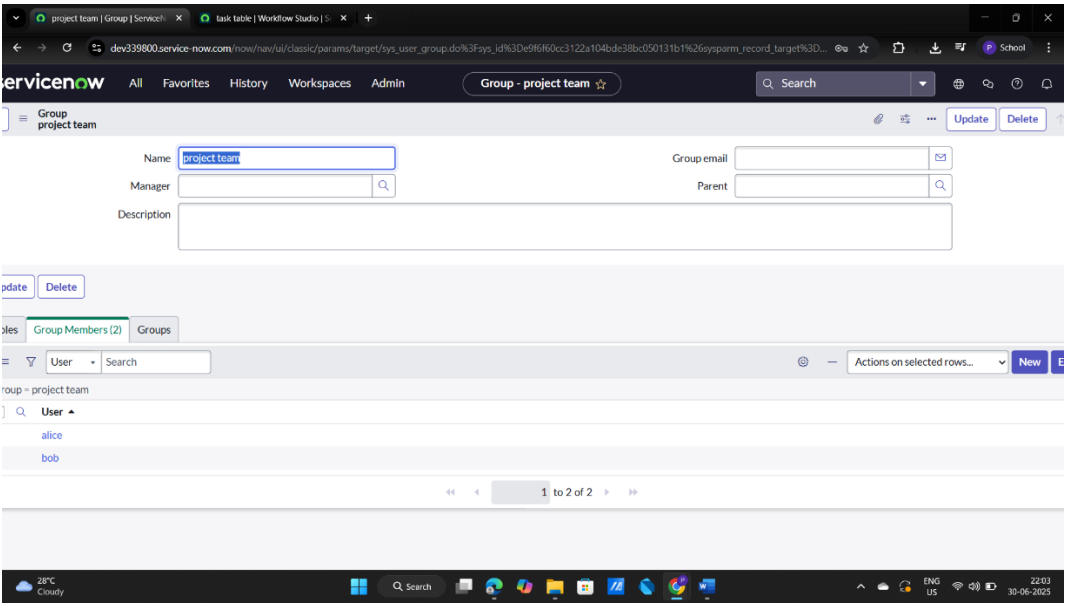 project team | Group | ServiceN
task table | Workflow Studio | S
dev339800.service-now.com/now/nav/ui/classic/params/target/sys_user_group.do%3Fsys_id%3De9f6f60cc3122a104bde38bc050131b1%26sysparm_record_target%3D...
School
servicenow All Favorites History Workspaces Admin Group - project team Search
Group
project team
Update Delete
Name project team Group email
Manager Parent
Description
pdate Delete
oles Group Members (2) Groups
User Search Actions on selected rows... New E
roup = project team
User
alice
bob
1 to 2 of 2
28°C
Cloudy
Search
ENG
US
22:03
30-06-2025